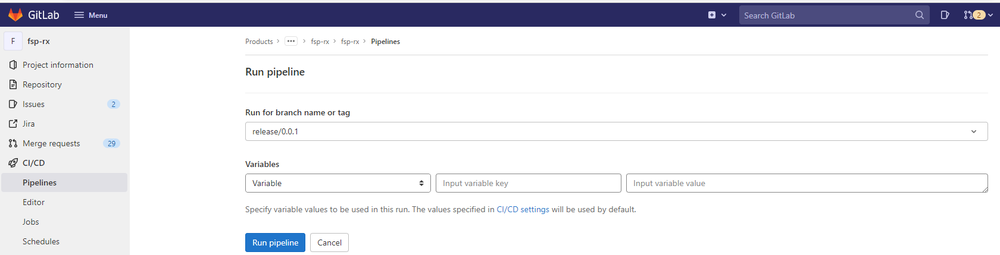 GitLab Menu Search GitLab 2
F fsp-rx
Project information
Repository
Issues 2
Jira
Merge requests 29
CI/CD
Pipelines
Editor
Jobs
Schedules
Products > ••• > fsp-rx > fsp-rx > Pipelines
Run pipeline
Run for branch name or tag
release/0.0.1
Variables
Variable Input variable key Input variable value
Specify variable values to be used in this run. The values specified in CI/CD settings will be used by default.
Run pipeline Cancel